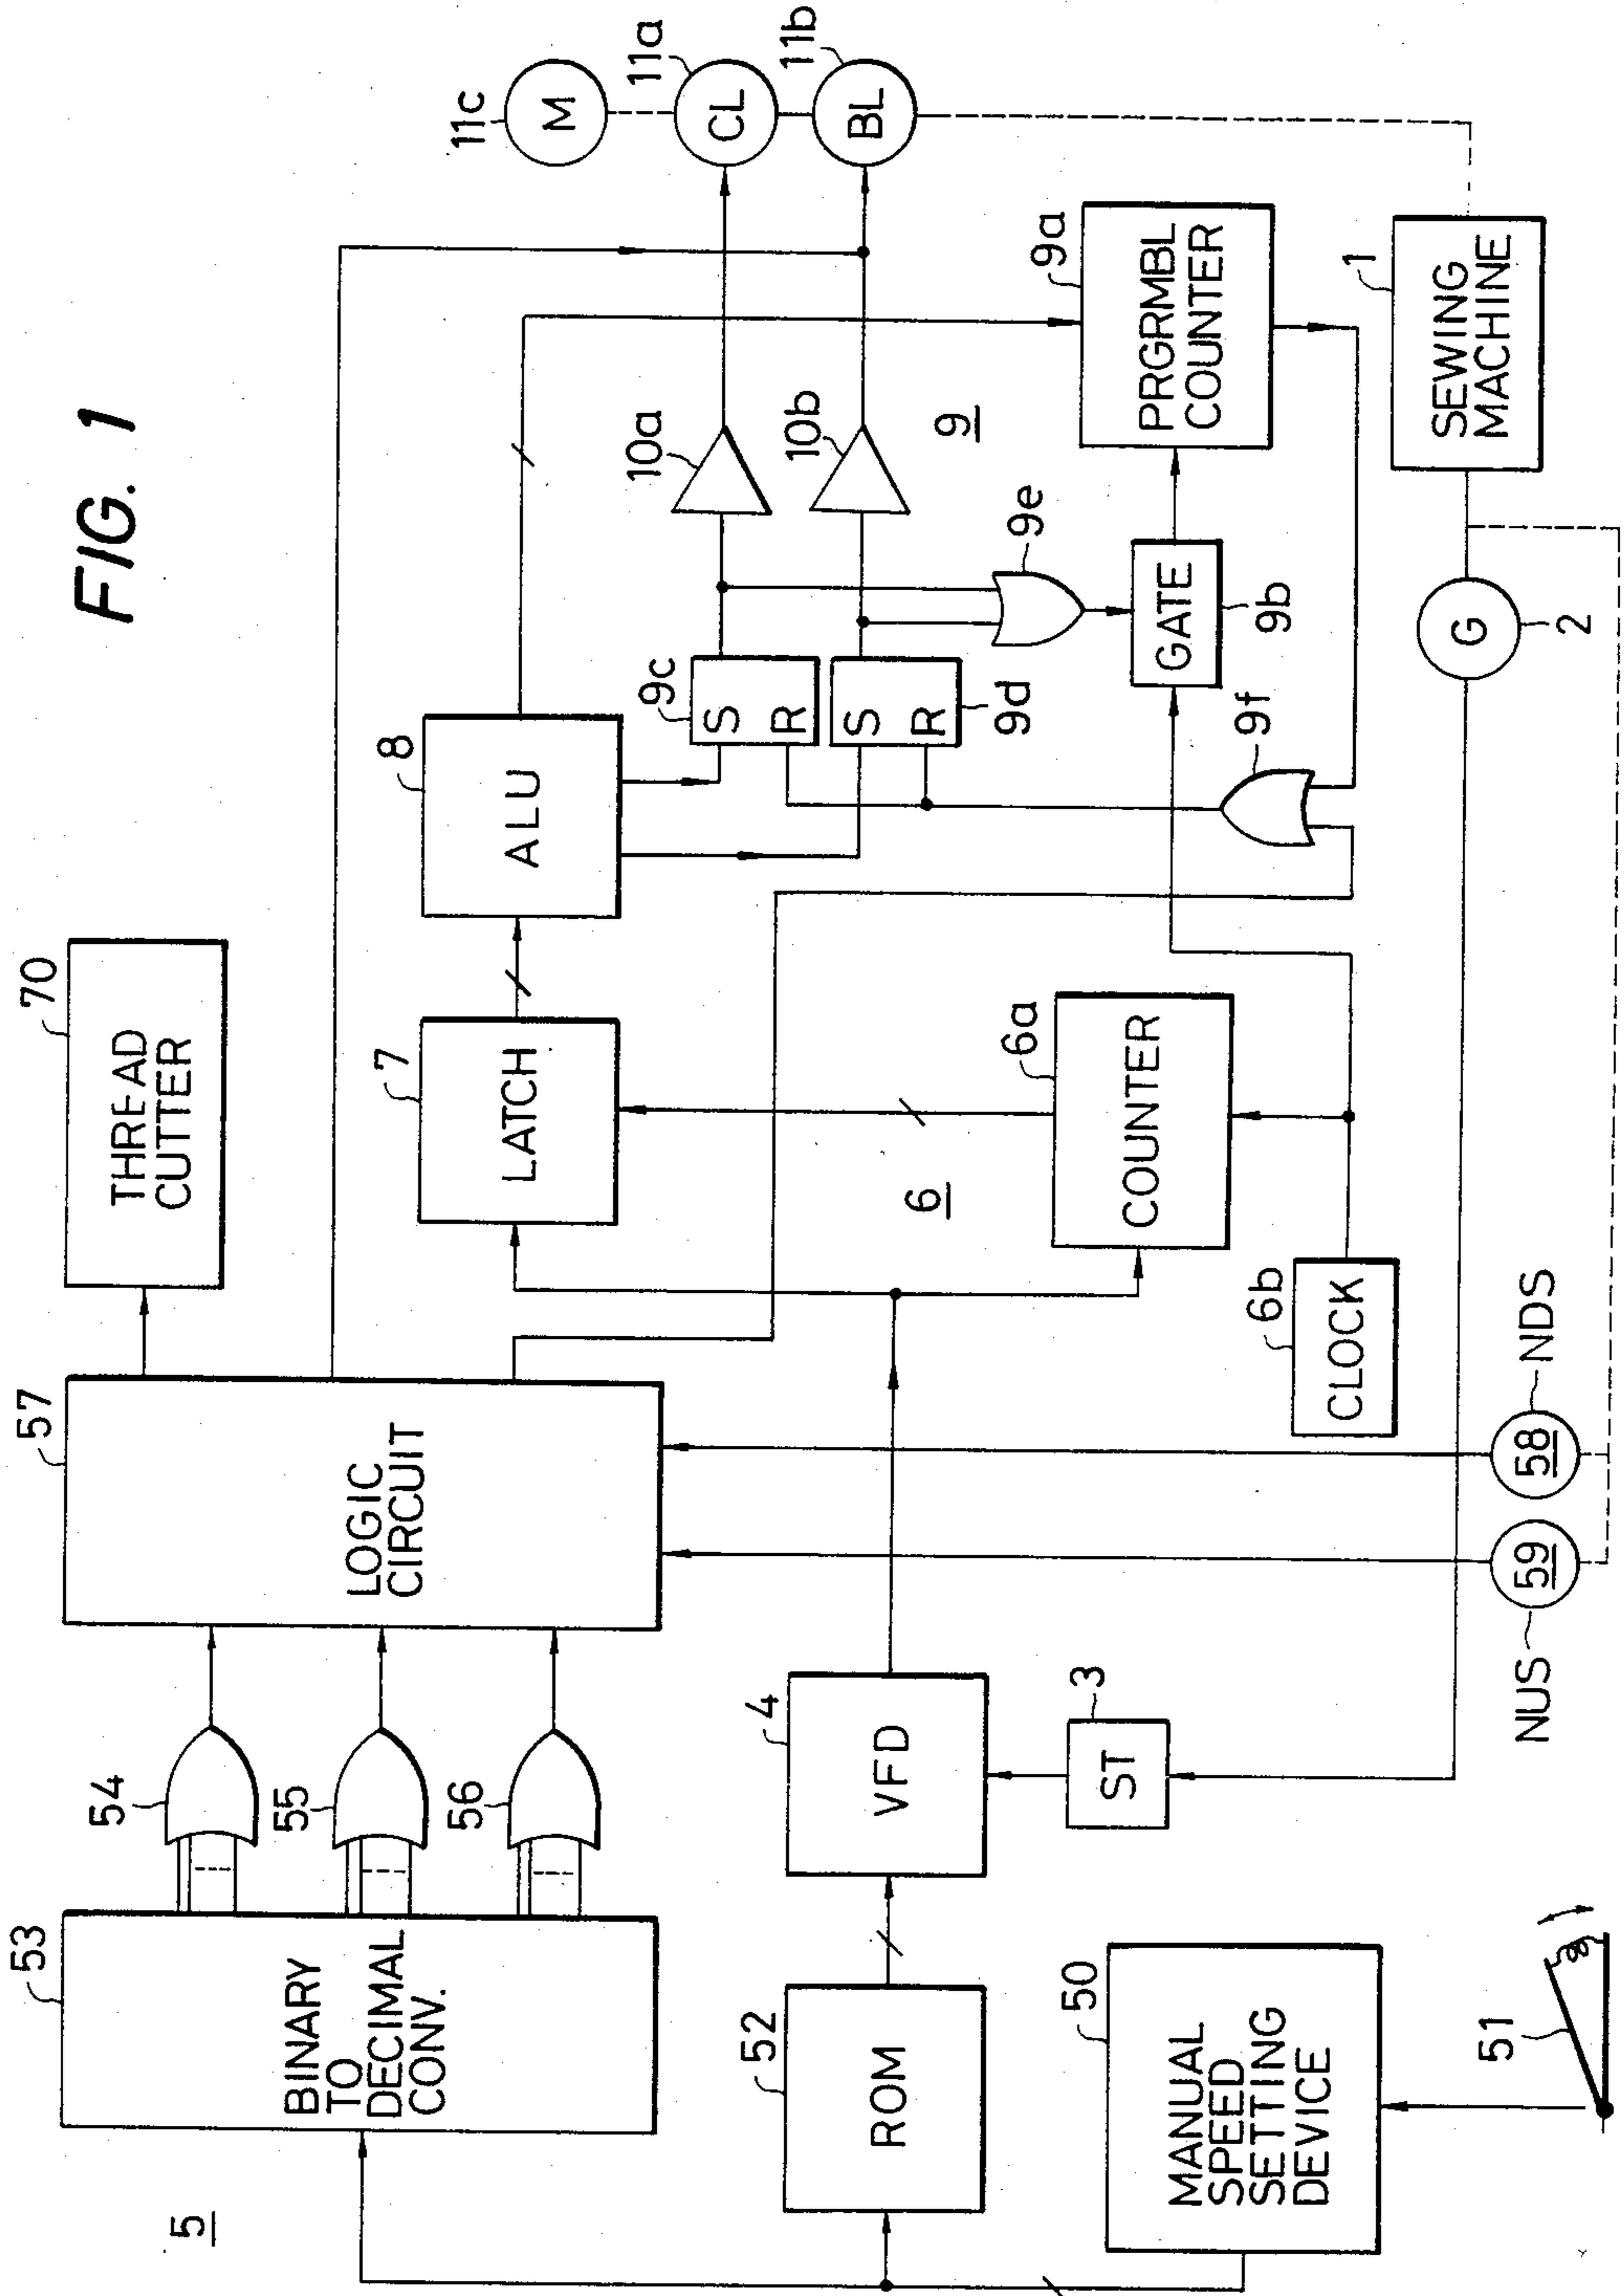 FIG. 1
5
53
BINARY
TO
DECIMAL
CONV.
54
55
56
57
LOGIC
CIRCUIT
70
THREAD
CUTTER
52
ROM
4
VFD
3
ST
50
MANUAL
SPEED
SETTING
DEVICE
51
7
LATCH
6
6a
COUNTER
6b
CLOCK
8
ALU
9c
S
R
S
R
9d
9e
GATE
9b
9f
10a
10b
9
9a
PRGRMBL
COUNTER
11c
M
11a
CL
11b
BL
1
SEWING
MACHINE
G
2
NUS
59
58
NDS